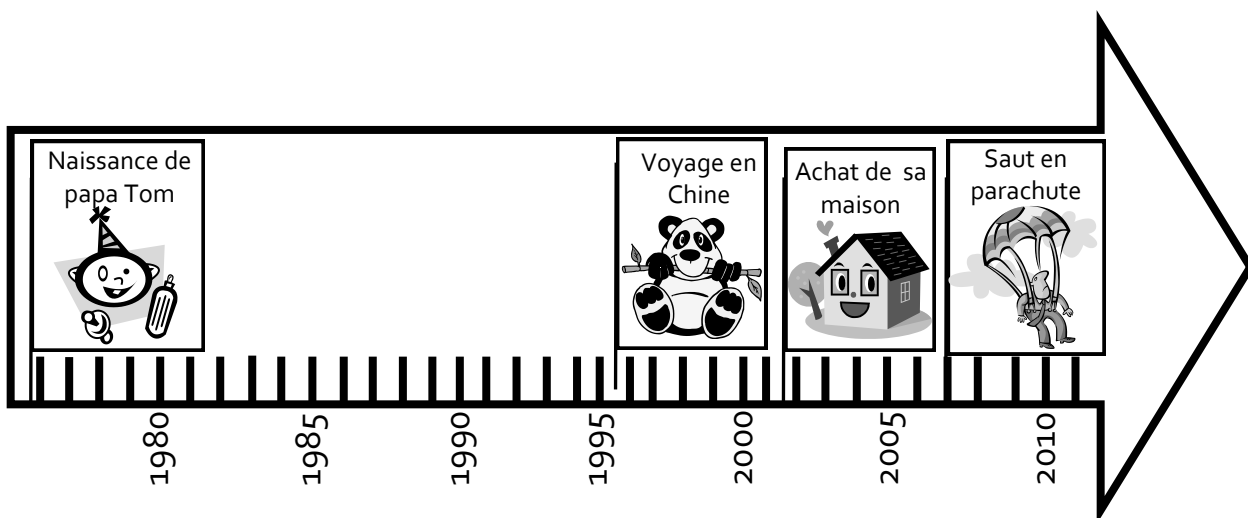 Naissance de
papa Tom
Voyage en
Chine
Achat de sa
maison
Saut en
parachute
1980
1985
1990
1995
2000
2005
2010